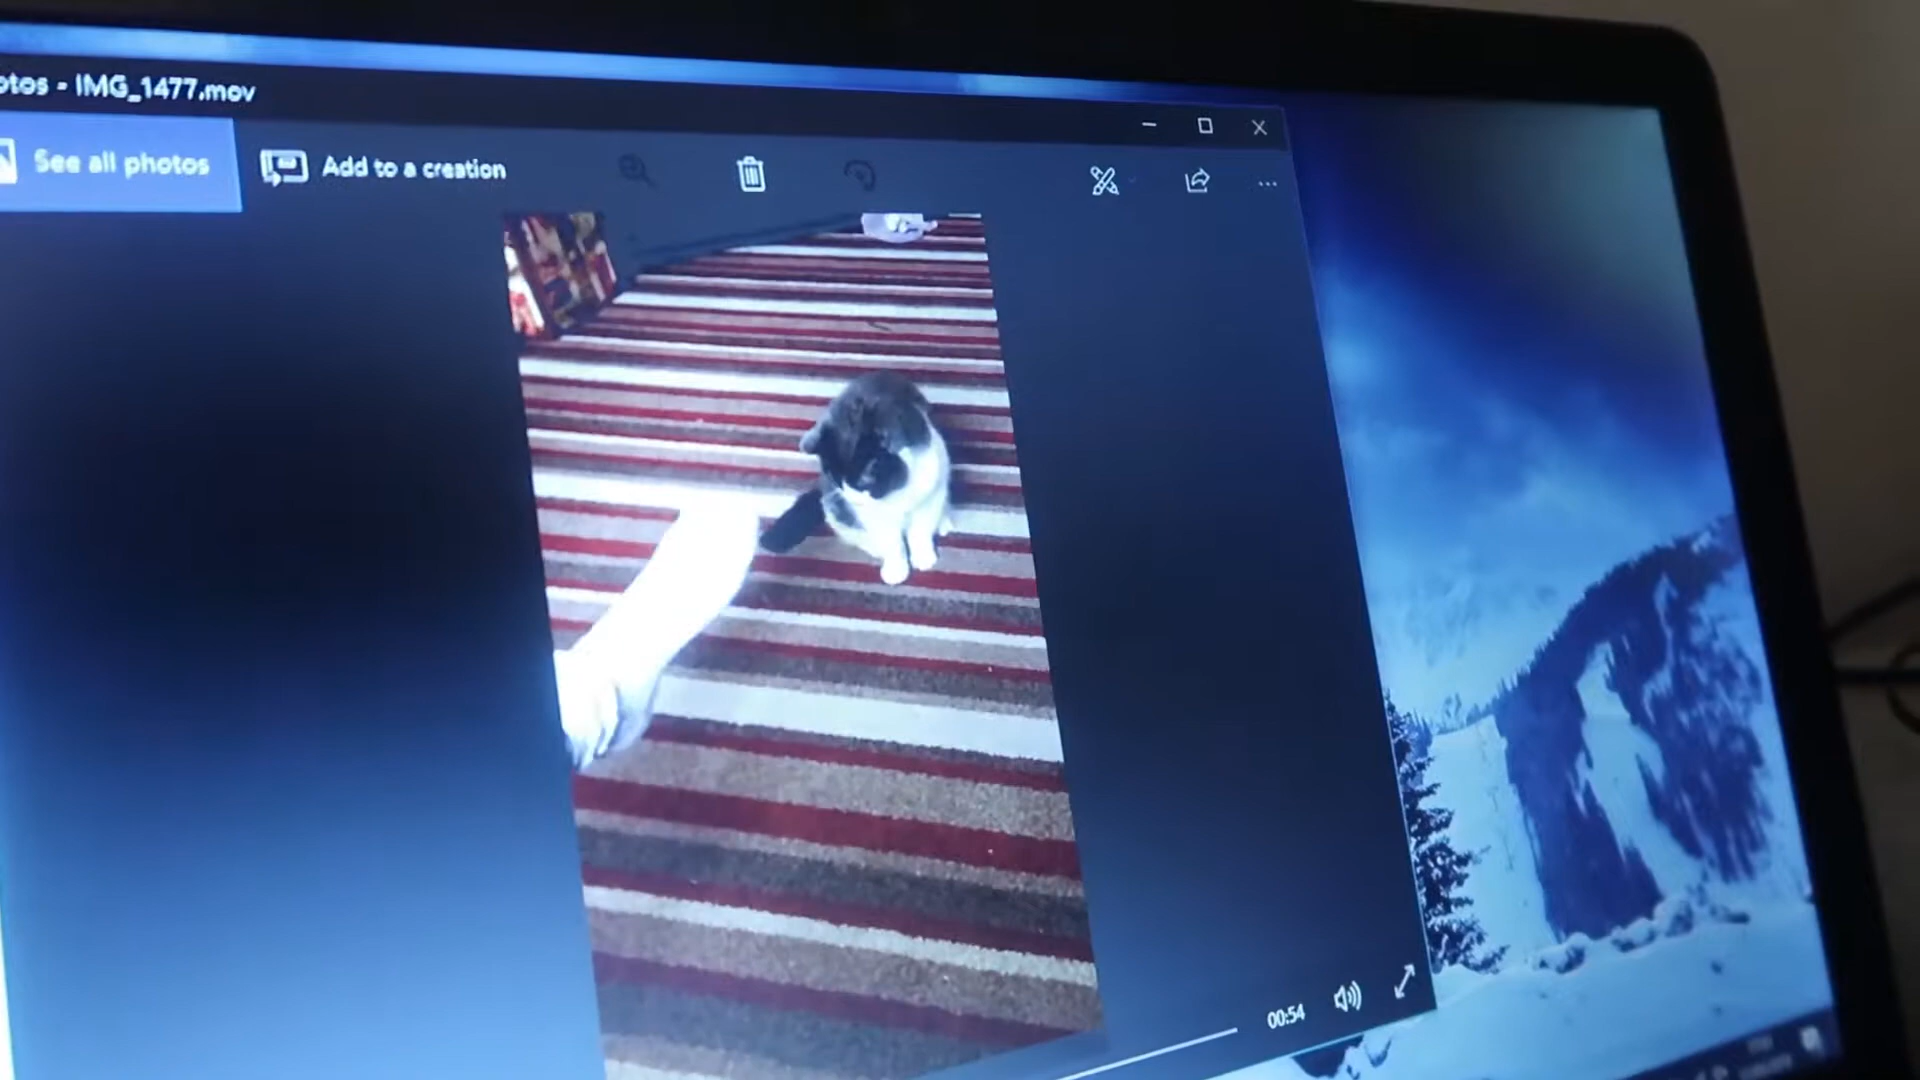 otos - IMG_1477.mov
See all photos
Add to a creation
00:54